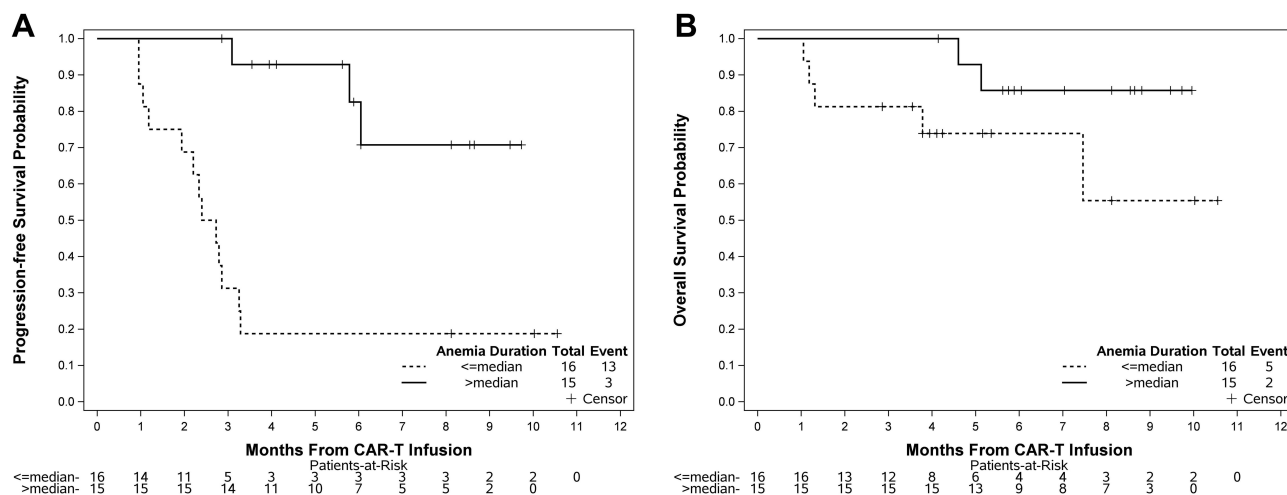 A
Progression-free Survival Probability
1.0
0.9
0.8
0.7
0.6
0.5
0.4
0.3
0.2
0.1
0.0
Anemia Duration Total Event
<=median 16 13
>median 15 3
+ Censor
0 1 2 3 4 5 6 7 8 9 10 11 12
Months From CAR-T Infusion
Patients-at-Risk
<=median- 16 14 11 5 3 3 3 3 3 2 2 0
>median- 15 15 15 14 11 10 7 5 5 2 0
B
Overall Survival Probability
1.0
0.9
0.8
0.7
0.6
0.5
0.4
0.3
0.2
0.1
0.0
Anemia Duration Total Event
<=median 16 5
>median 15 2
+ Censor
0 1 2 3 4 5 6 7 8 9 10 11 12
Months From CAR-T Infusion
Patients-at-Risk
<=median- 16 16 13 12 8 6 4 4 3 2 2 0
>median- 15 15 15 15 15 13 9 8 7 3 0